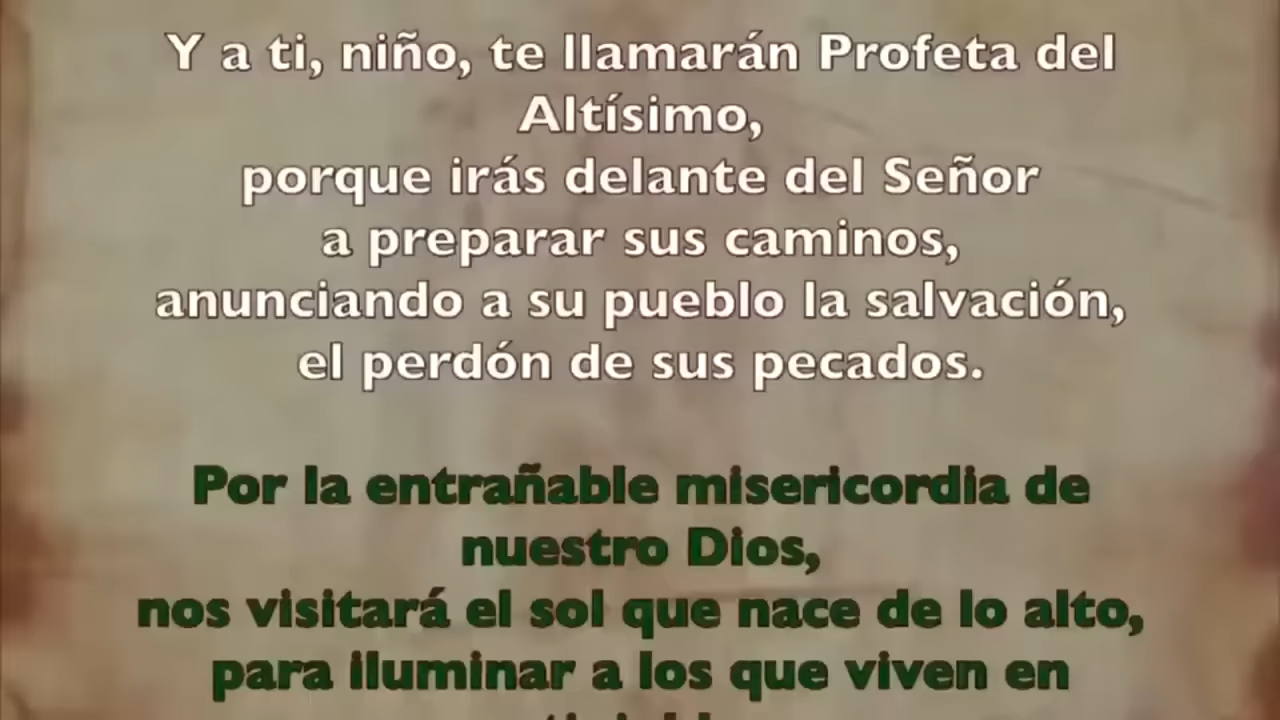 Y a ti, niño, te llamarán Profeta del
Altísimo,
porque irás delante del Señor
a preparar sus caminos,
anunciando a su pueblo la salvación,
el perdón de sus pecados.
Por la entrañable misericordia de
nuestro Dios,
nos visitará el sol que nace de lo alto,
para iluminar a los que viven en